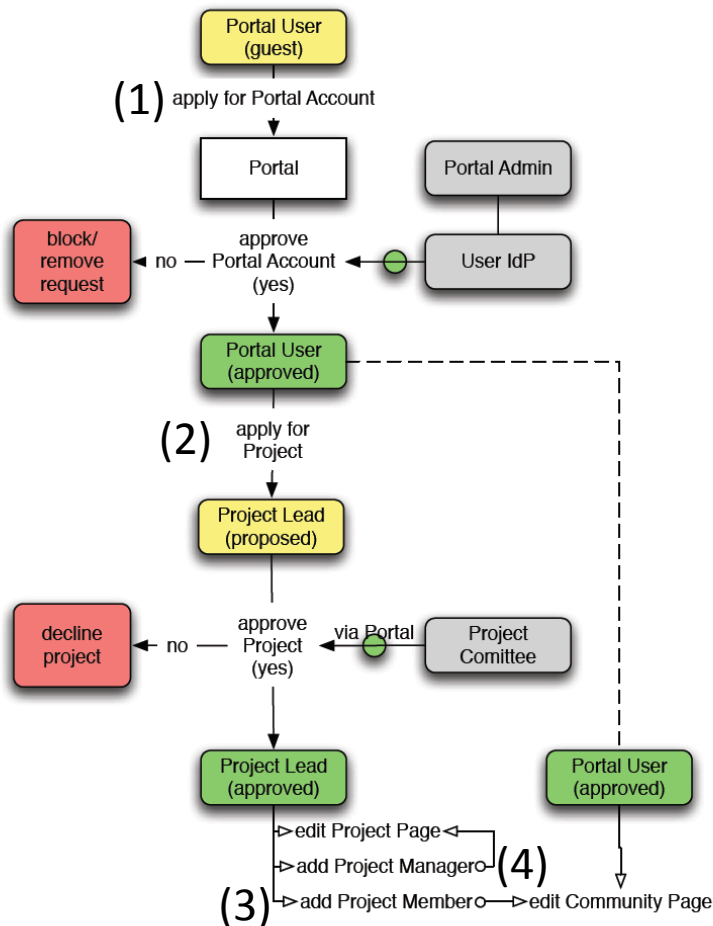 Portal User
(guest)
(1)
apply for Portal Account
Portal
Portal Admin
block/
remove
request
no
approve
Portal Account
(yes)
User IdP
Portal User
(approved)
(2)
apply for
Project
Project Lead
(proposed)
decline
project
no
approve
Project
(yes)
via Portal
Project
Comittee
Project Lead
(approved)
Portal User
(approved)
edit Project Page
add Project Manager
(4)
(3)
add Project Member
edit Community Page